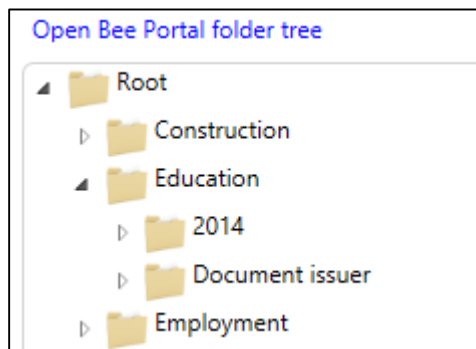 Open Bee Portal folder tree
Root
Construction
Education
2014
Document issuer
Employment